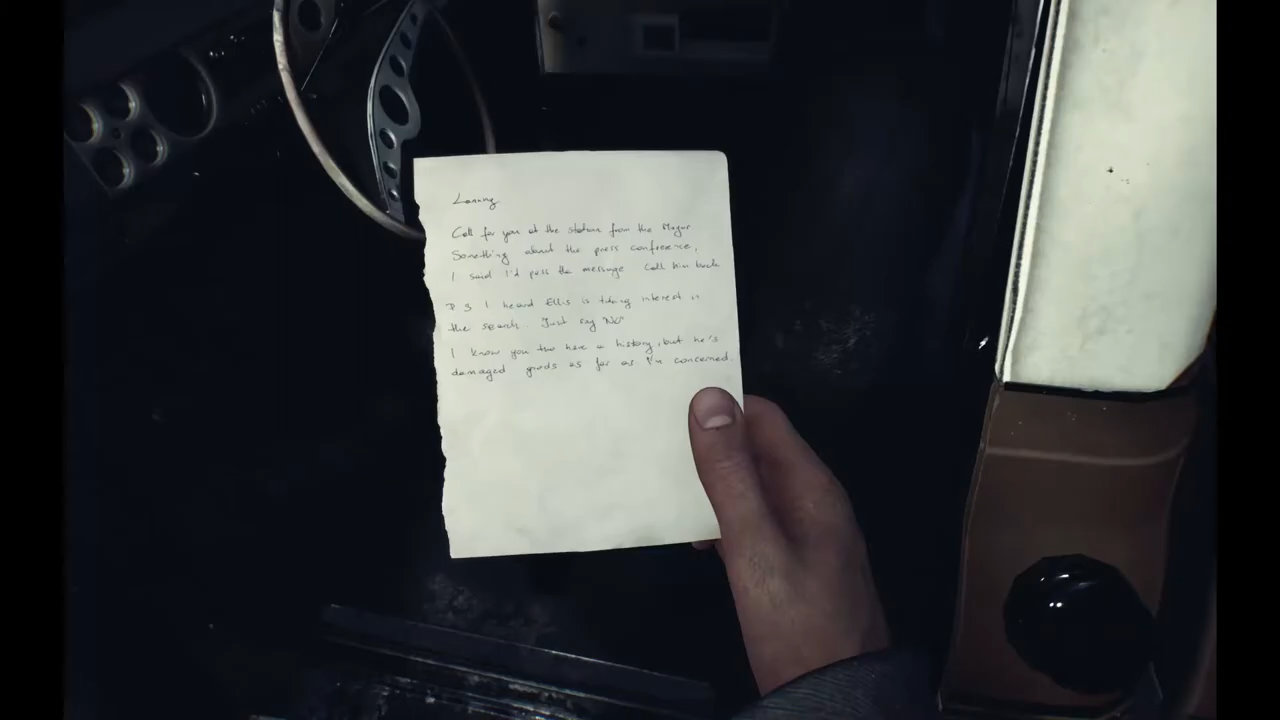 Lanning
Call for you at the station from the Mayor
Something about the press conference,
I said I'd pass the message Call him back
P S I heard Ellis is taking interest in
the search. Just say "No"
I know you two have a history, but he's
damaged goods as far as I'm concerned.